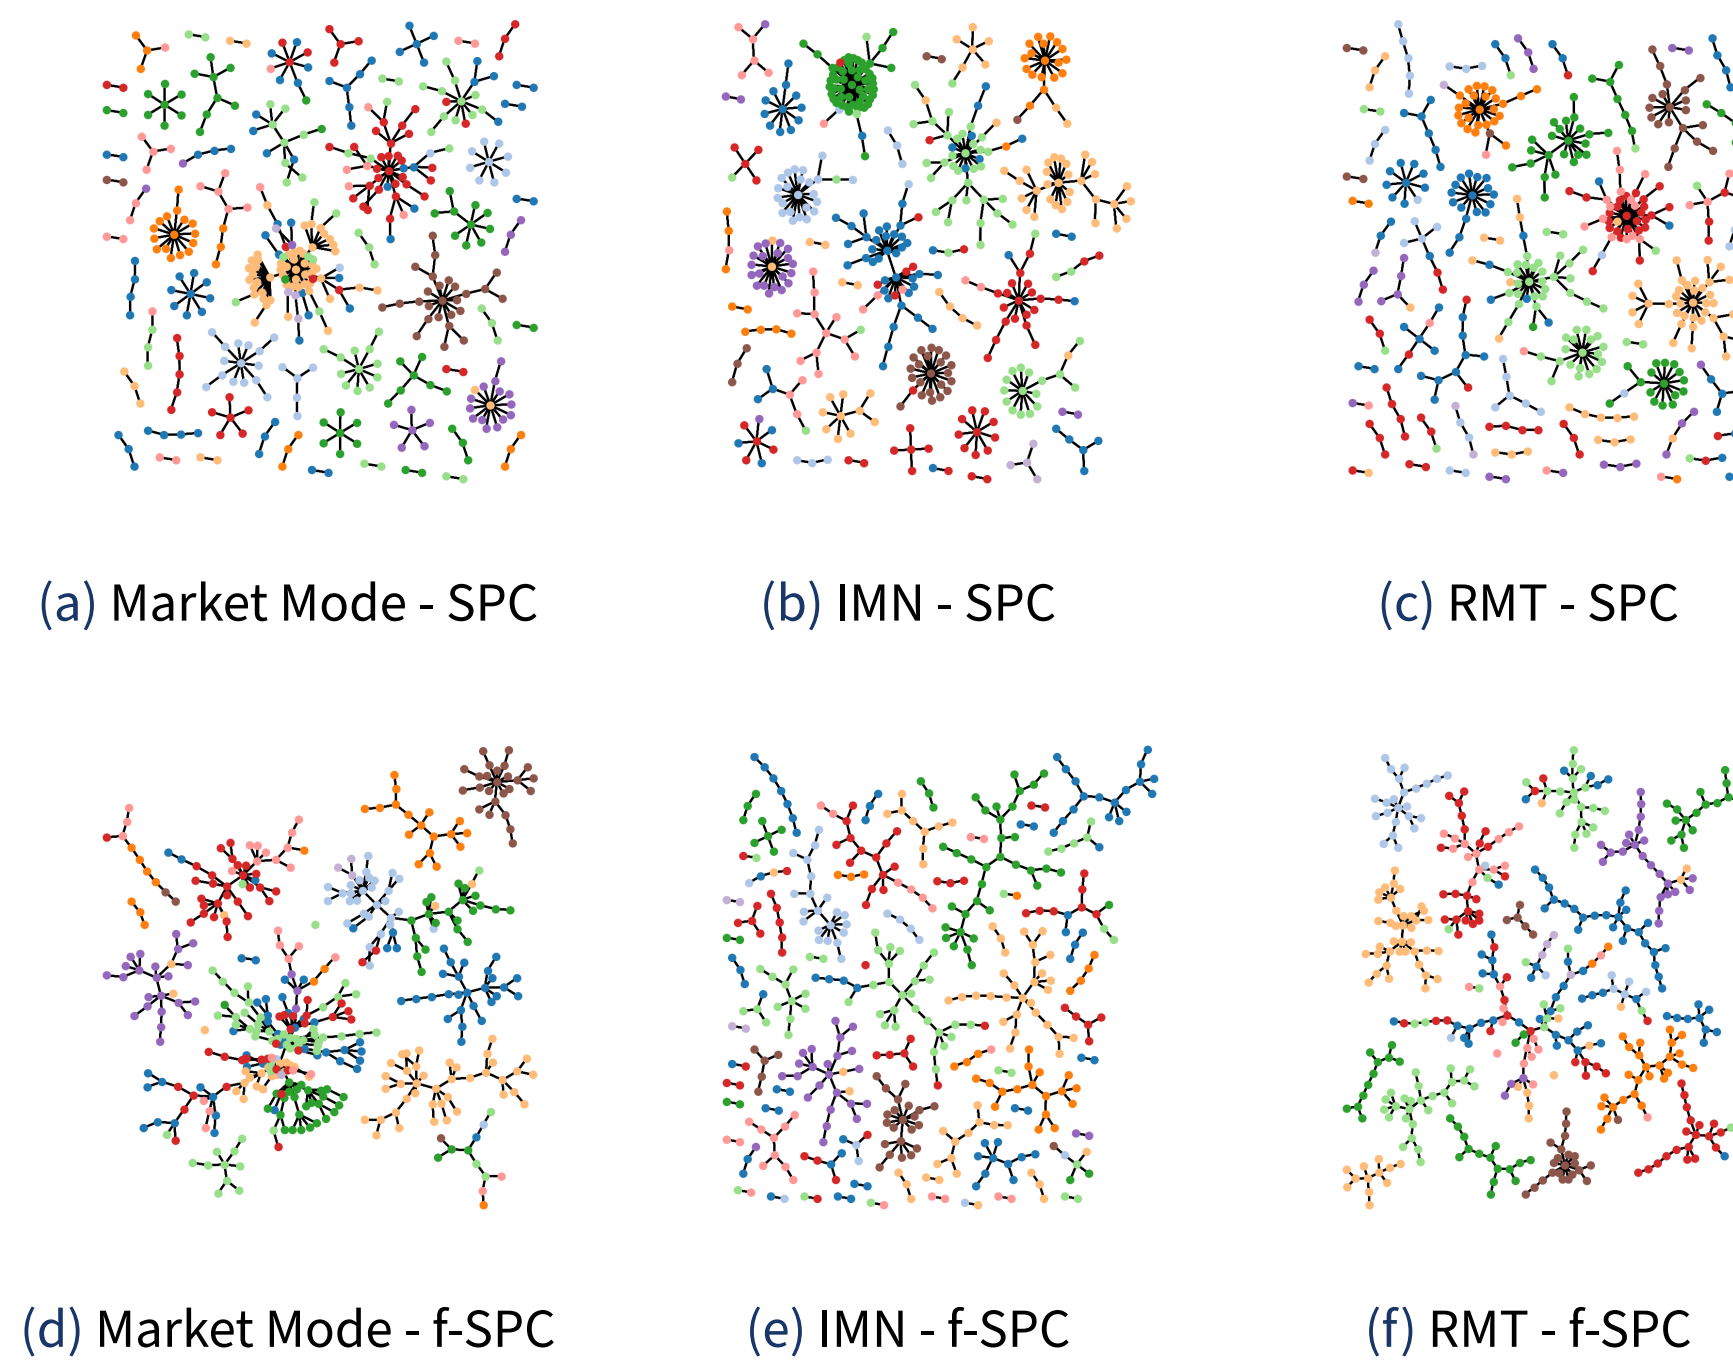 (a) Market Mode - SPC
(b) IMN - SPC
(c) RMT - SPC
(d) Market Mode - f-SPC
(e) IMN - f-SPC
(f) RMT - f-SPC